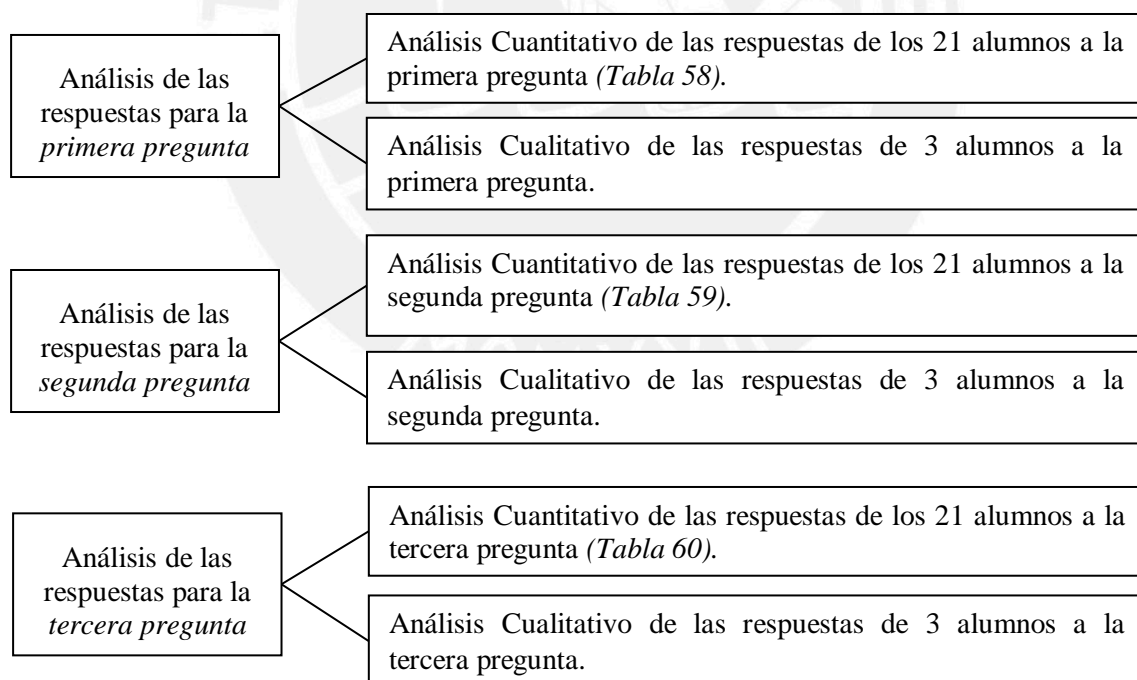 Análisis de las
respuestas para la
primera pregunta
Análisis Cuantitativo de las respuestas de los 21 alumnos a la
primera pregunta (Tabla 58).
Análisis Cualitativo de las respuestas de 3 alumnos a la
primera pregunta.
Análisis de las
respuestas para la
segunda pregunta
Análisis Cuantitativo de las respuestas de los 21 alumnos a la
segunda pregunta (Tabla 59).
Análisis Cualitativo de las respuestas de 3 alumnos a la
segunda pregunta.
Análisis de las
respuestas para la
tercera pregunta
Análisis Cuantitativo de las respuestas de los 21 alumnos a la
tercera pregunta (Tabla 60).
Análisis Cualitativo de las respuestas de 3 alumnos a la
tercera pregunta.